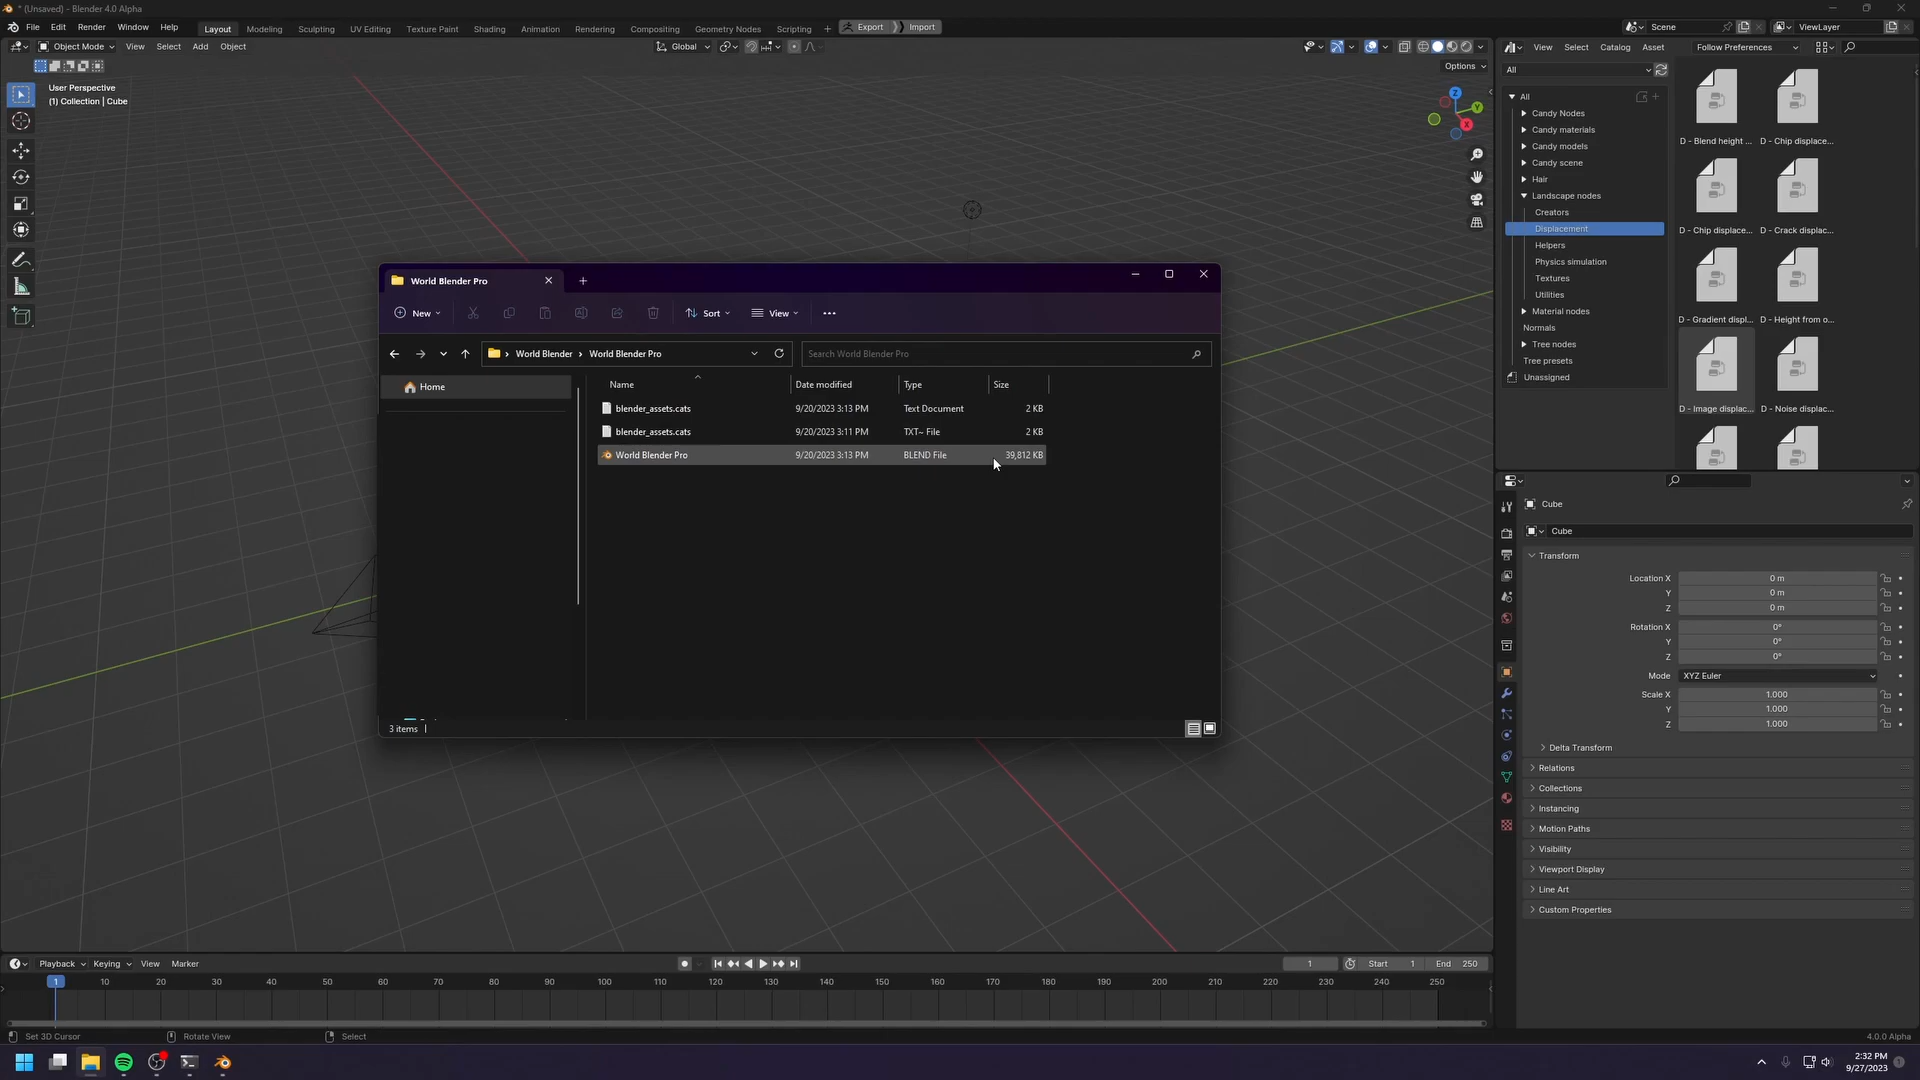 * (Unsaved) - Blender 4.0 Alpha
File Edit Render Window Help Layout Modeling Sculpting UV Editing Texture Paint Shading Animation Rendering Compositing Geometry Nodes Scripting + Export Import Scene ViewLayer
Object Mode View Select Add Object Global View Select Catalog Asset Follow Preferences
Options
All
User Perspective
(1) Collection | Cube
Z
Y
X
All
Candy Nodes
Candy materials
Candy models
Candy scene
Hair
Landscape nodes
Creators
Displacement
Helpers
Physics simulation
Textures
Utilities
Material nodes
Normals
Tree nodes
Tree presets
Unassigned
D - Blend height ... D - Chip displace...
D - Chip displace... D - Crack displac...
D - Gradient displ... D - Height from o...
D - Image displac... D - Noise displac...
World Blender Pro
New Sort View
World Blender World Blender Pro Search World Blender Pro
Home
Name Date modified Type Size
blender_assets.cats 9/20/2023 3:13 PM Text Document 2 KB
blender_assets.cats 9/20/2023 3:11 PM TXT~ File 2 KB
World Blender Pro 9/20/2023 3:13 PM BLEND File 39,812 KB
3 items
Cube
Cube
Transform
Location X 0 m
Y 0 m
Z 0 m
Rotation X 0°
Y 0°
Z 0°
Mode XYZ Euler
Scale X 1.000
Y 1.000
Z 1.000
Delta Transform
Relations
Collections
Instancing
Motion Paths
Visibility
Viewport Display
Line Art
Custom Properties
Playback Keying View Marker 1 Start 1 End 250
1 10 20 30 40 50 60 70 80 90 100 110 120 130 140 150 160 170 180 190 200 210 220 230 240 250
Set 3D Cursor Rotate View Select 4.0.0 Alpha
2:32 PM
9/27/2023
1